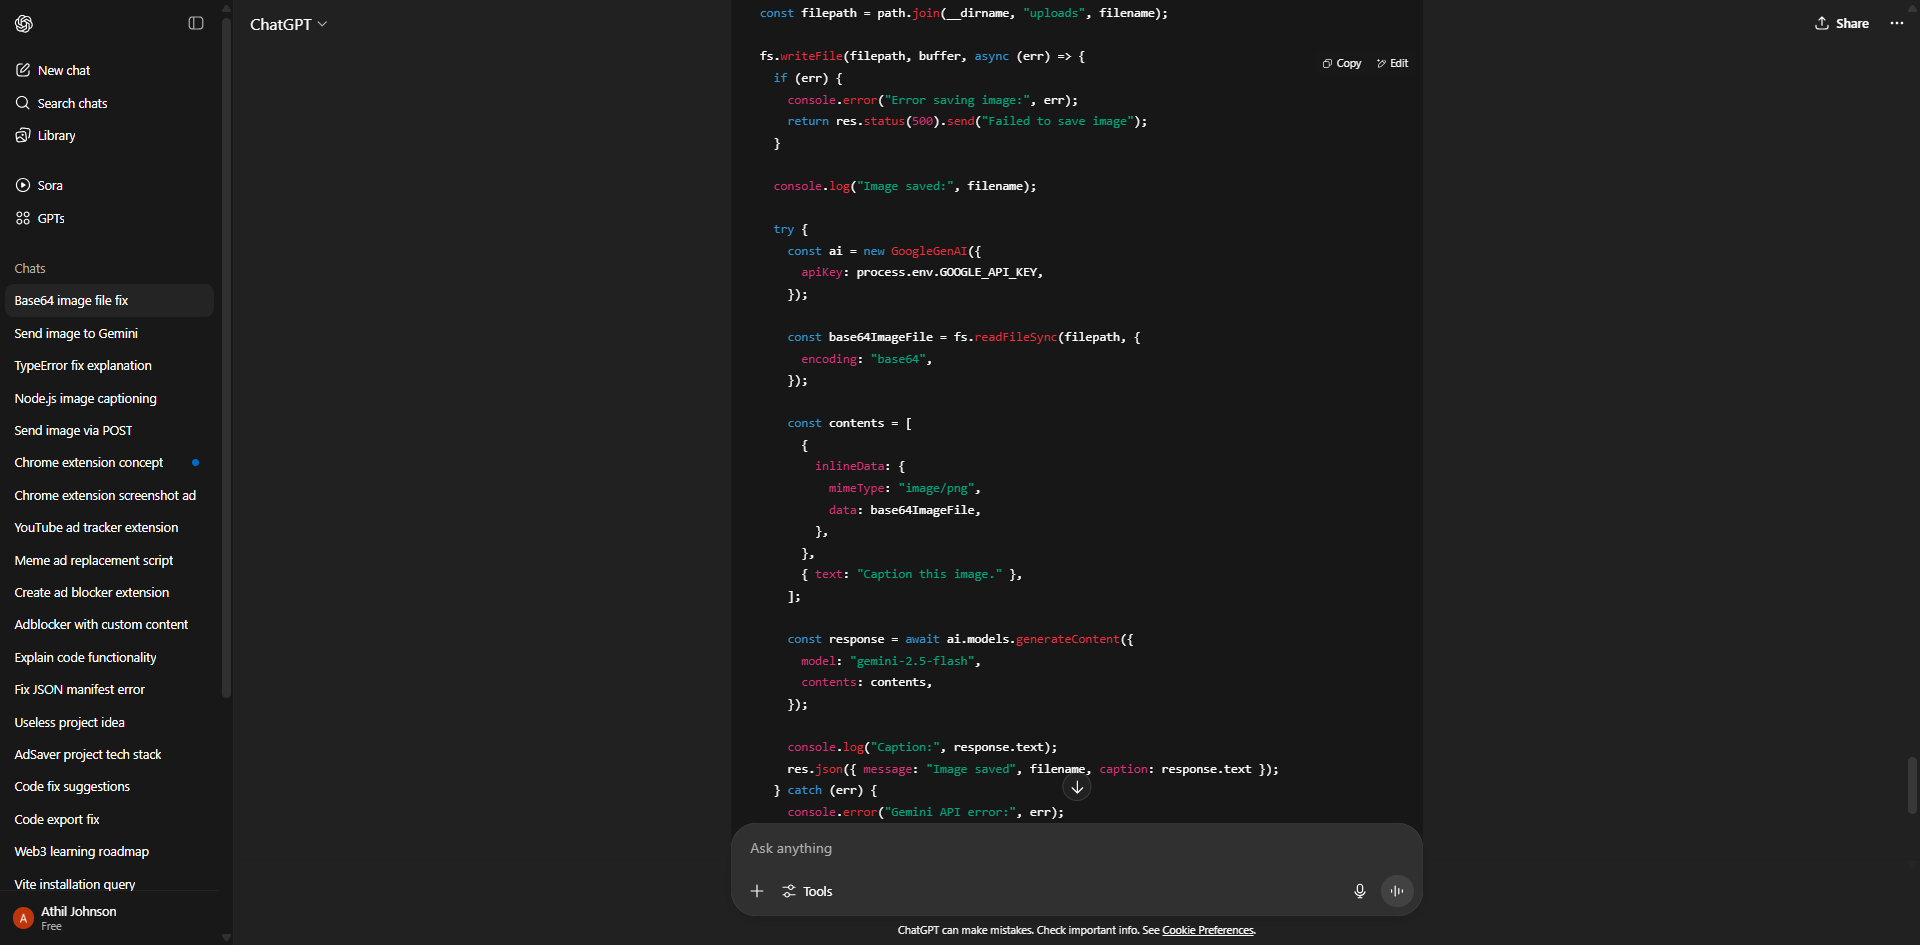 ChatGPT
Share
New chat
Search chats
Library
Sora
GPTs
Chats
Base64 image file fix
Send image to Gemini
TypeError fix explanation
Node.js image captioning
Send image via POST
Chrome extension concept
Chrome extension screenshot ad
YouTube ad tracker extension
Meme ad replacement script
Create ad blocker extension
Adblocker with custom content
Explain code functionality
Fix JSON manifest error
Useless project idea
AdSaver project tech stack
Code fix suggestions
Code export fix
Web3 learning roadmap
Vite installation query
A
Athil Johnson
Free
Copy
Edit
const filepath = path.join(__dirname, "uploads", filename);
fs.writeFile(filepath, buffer, async (err) => {
if (err) {
console.error("Error saving image:", err);
return res.status(500).send("Failed to save image");
}
console.log("Image saved:", filename);
try {
const ai = new GoogleGenAI({
apiKey: process.env.GOOGLE_API_KEY,
});
const base64ImageFile = fs.readFileSync(filepath, {
encoding: "base64",
});
const contents = [
{
inlineData: {
mimeType: "image/png",
data: base64ImageFile,
},
},
{ text: "Caption this image." },
];
const response = await ai.models.generateContent({
model: "gemini-2.5-flash",
contents: contents,
});
console.log("Caption:", response.text);
res.json({ message: "Image saved", filename, caption: response.text });
} catch (err) {
console.error("Gemini API error:", err);
Ask anything
Tools
ChatGPT can make mistakes. Check important info. See Cookie Preferences.